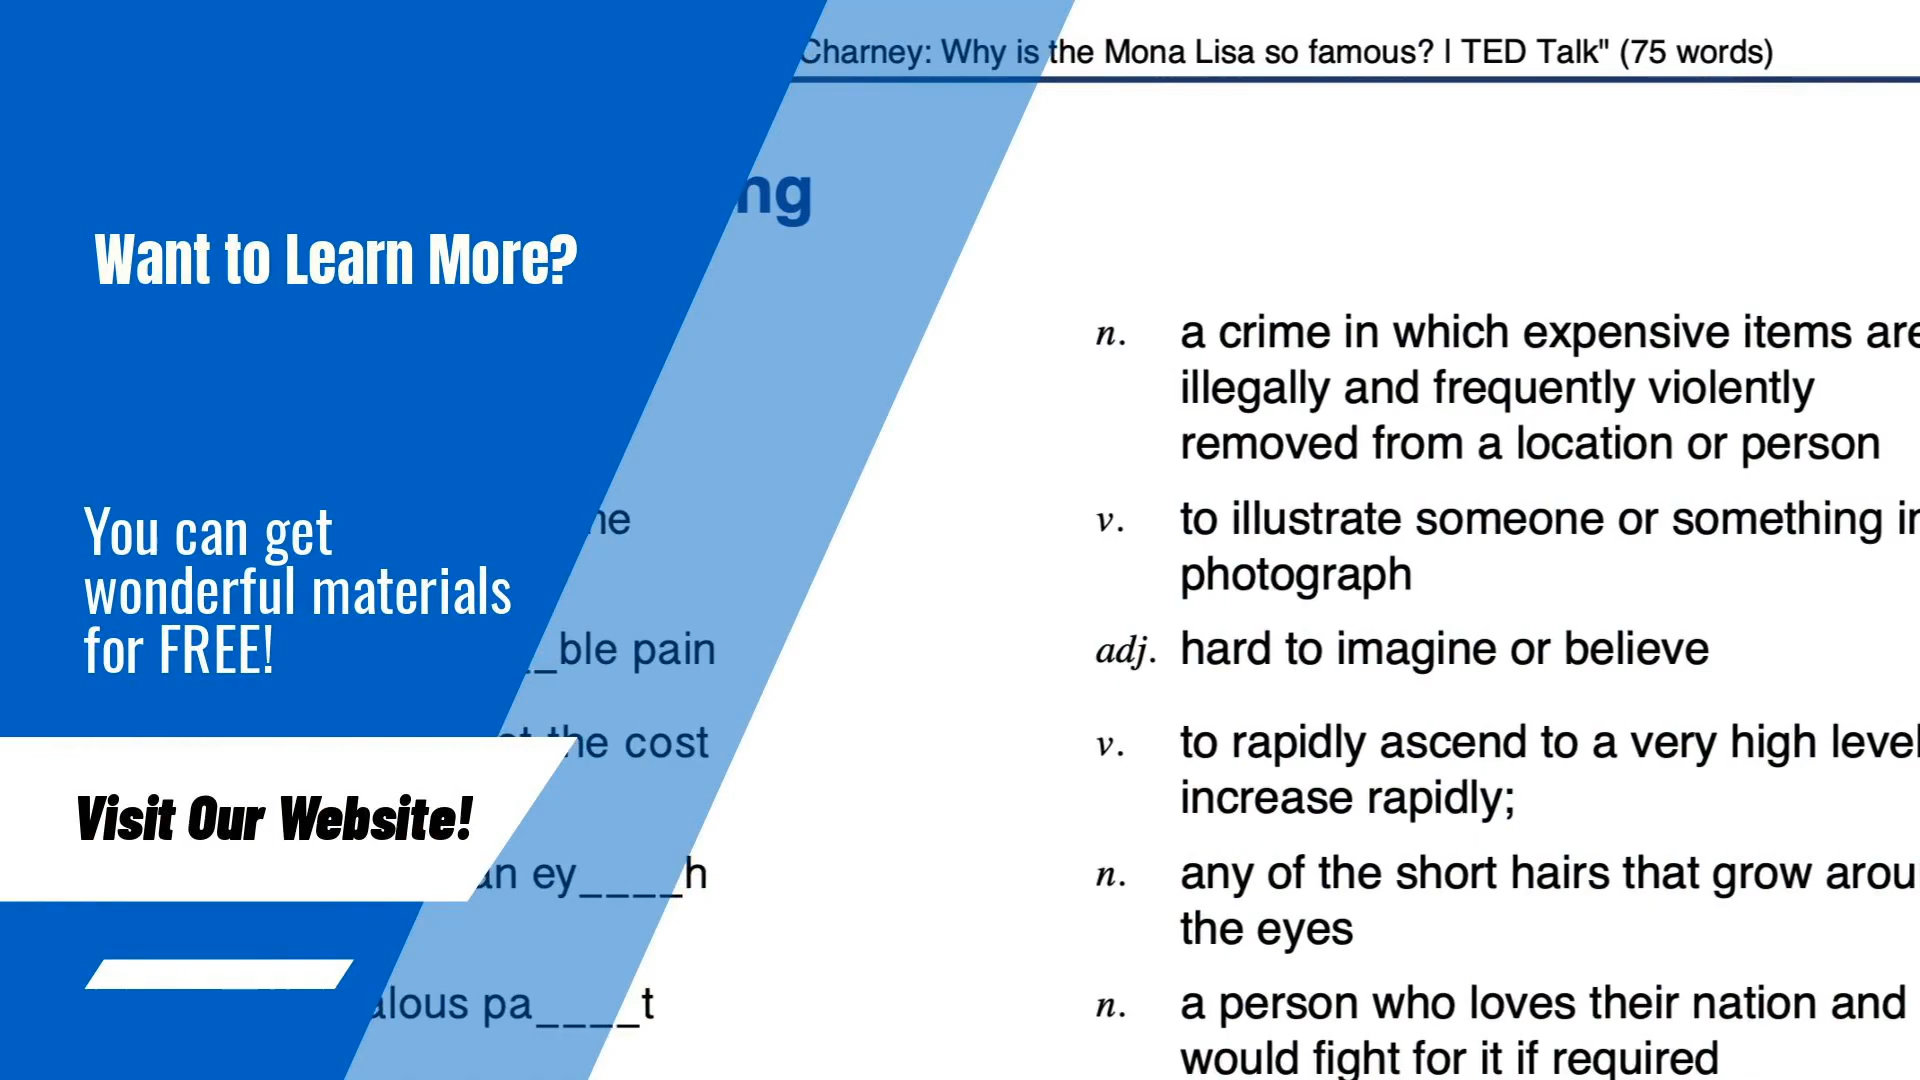 Charney: Why is the Mona Lisa so famous? | TED Talk" (75 words)
ng
Want to Learn More?
You can get
wonderful materials
for FREE!
Visit Our Website!
n. a crime in which expensive items are
illegally and frequently violently
removed from a location or person
ne v. to illustrate someone or something in
photograph
_ble pain adj. hard to imagine or believe
the cost v. to rapidly ascend to a very high level
increase rapidly;
an ey____h n. any of the short hairs that grow arou
the eyes
alous pa____t n. a person who loves their nation and
would fight for it if required